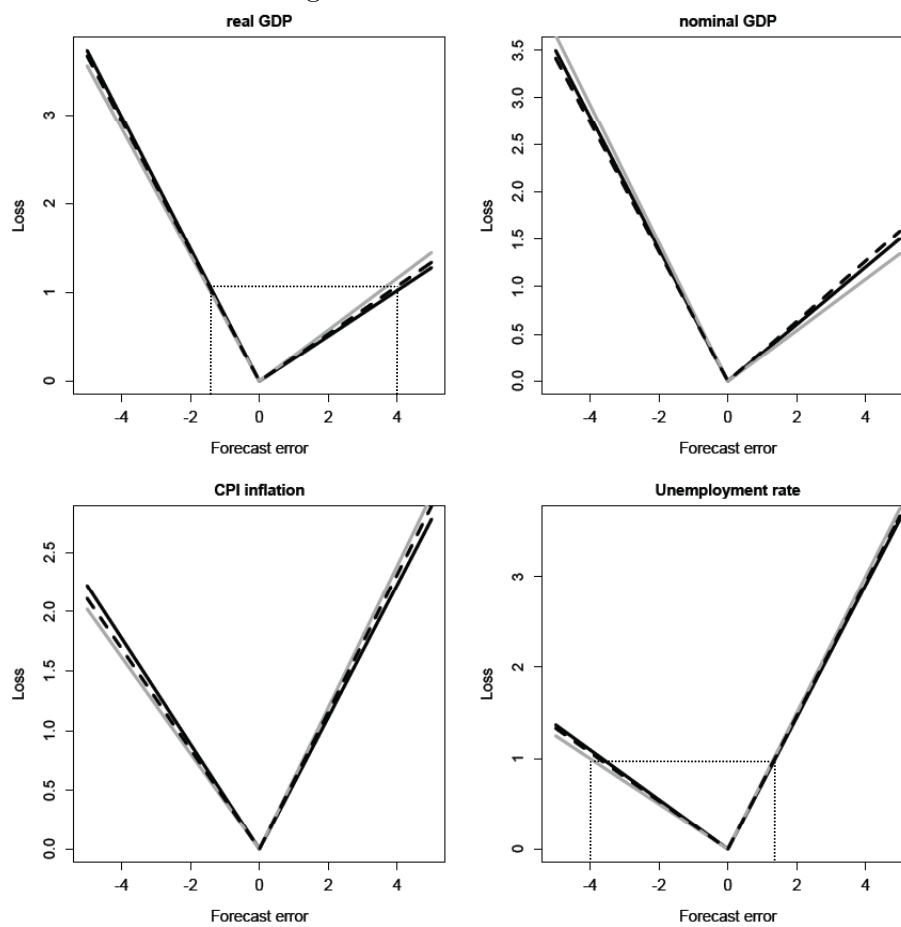 real GDP
nominal GDP
Loss
0 1 2 3
-4 -2 0 2 4
Forecast error
Loss
0.0 0.5 1.0 1.5 2.0 2.5 3.0 3.5
-4 -2 0 2 4
Forecast error
CPI inflation
Unemployment rate
Loss
0.0 0.5 1.0 1.5 2.0 2.5
-4 -2 0 2 4
Forecast error
Loss
0 1 2 3
-4 -2 0 2 4
Forecast error